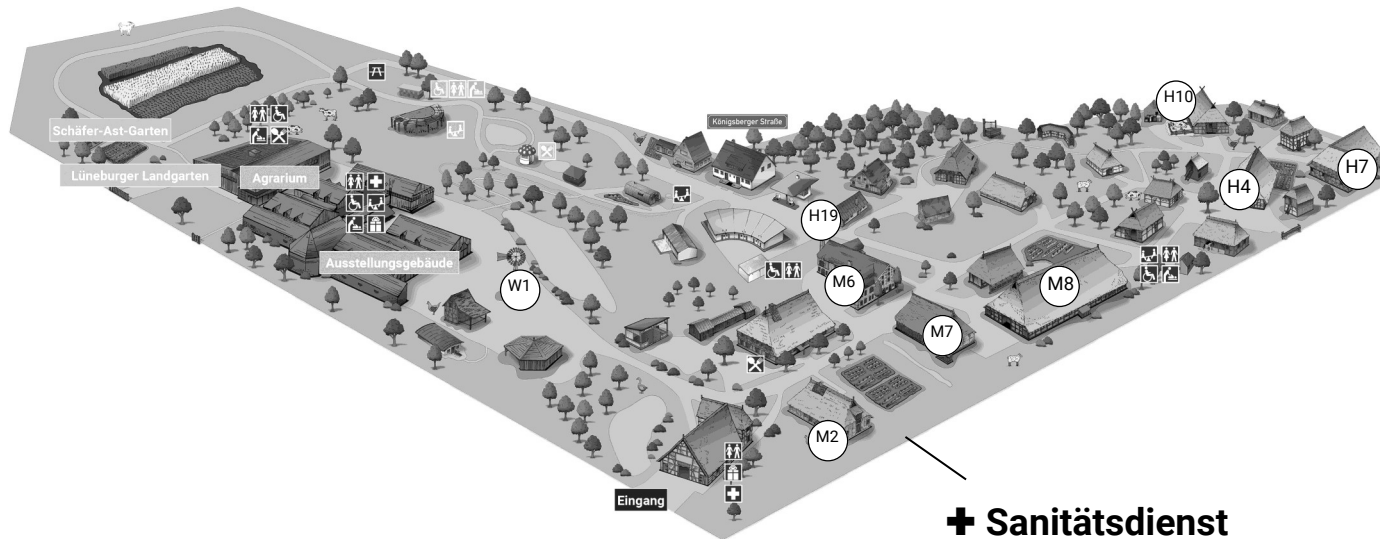 H10
Königsberger Straße
Schäfer-Ast-Garten
H7
Lüneburger Landgarten
Agrarium
H4
H19
Ausstellungsgebäude
W1
M6
M8
M7
M2
Eingang
Sanitätsdienst